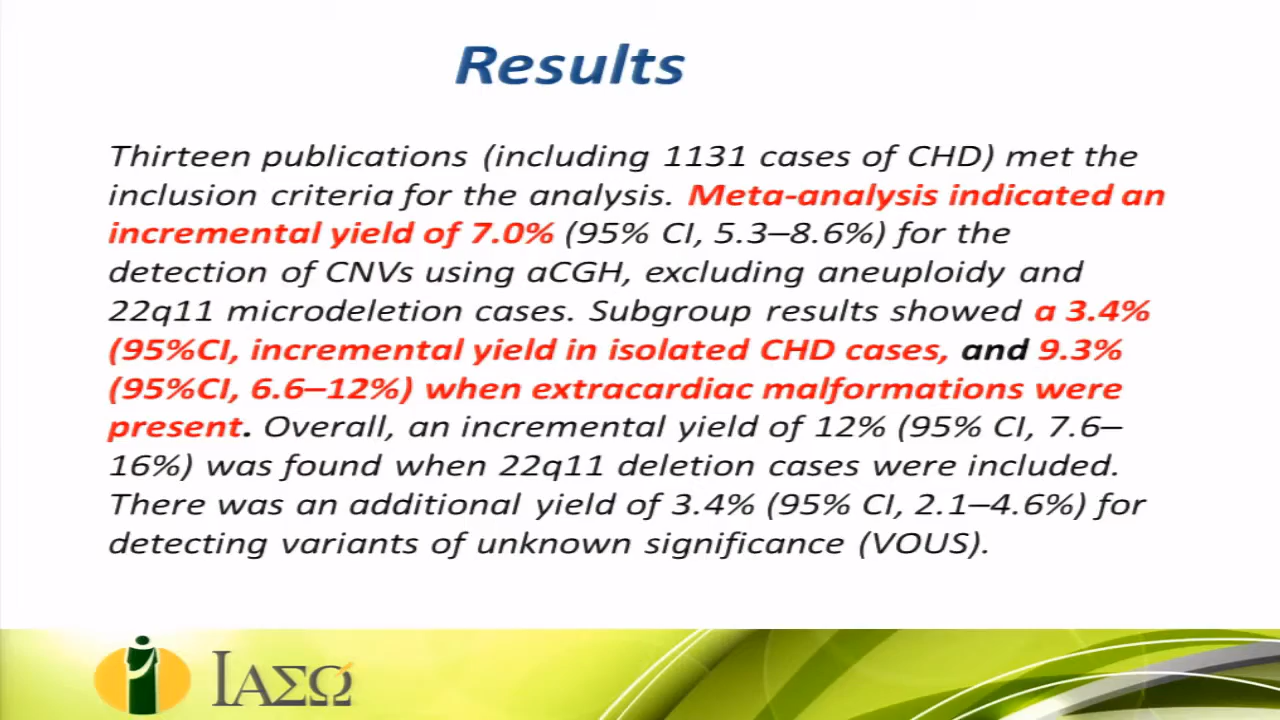 Results
Thirteen publications (including 1131 cases of CHD) met the
inclusion criteria for the analysis. Meta-analysis indicated an
incremental yield of 7.0% (95% CI, 5.3–8.6%) for the
detection of CNVs using aCGH, excluding aneuploidy and
22q11 microdeletion cases. Subgroup results showed a 3.4%
(95%CI, incremental yield in isolated CHD cases, and 9.3%
(95%CI, 6.6–12%) when extracardiac malformations were
present. Overall, an incremental yield of 12% (95% CI, 7.6–
16%) was found when 22q11 deletion cases were included.
There was an additional yield of 3.4% (95% CI, 2.1–4.6%) for
detecting variants of unknown significance (VOUS).
ΙΑΣΩ